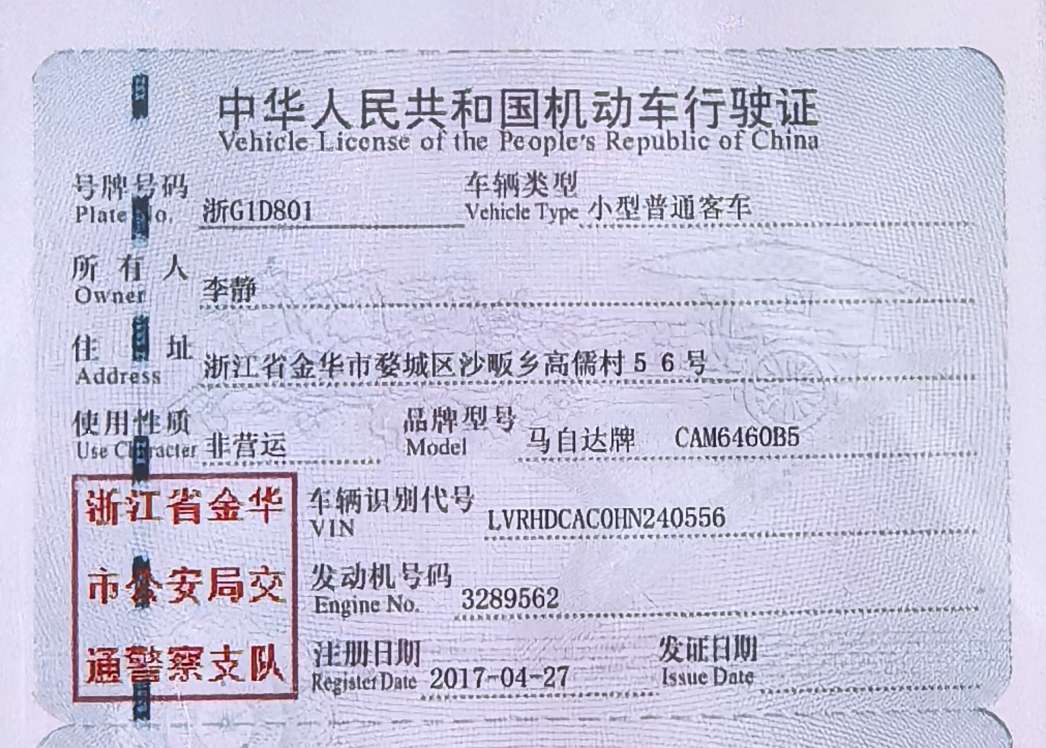 中华人民共和国机动车行驶证
Vehicle License of the People's Republic of China
号牌号码 浙G1D801 车辆类型 小型普通客车
Plate No. Vehicle Type
所有人 李静
Owner
住址 浙江省金华市婺城区沙畈乡高儒村56号
Address
使用性质 非营运 品牌型号 马自达牌 CAM6460B5
Use Character Model
浙江省金华
市公安局交
通警察支队
车辆识别代号 LVRHDCAC0HN240556
VIN
发动机号码 3289562
Engine No.
注册日期 2017-04-27 发证日期
Register Date Issue Date